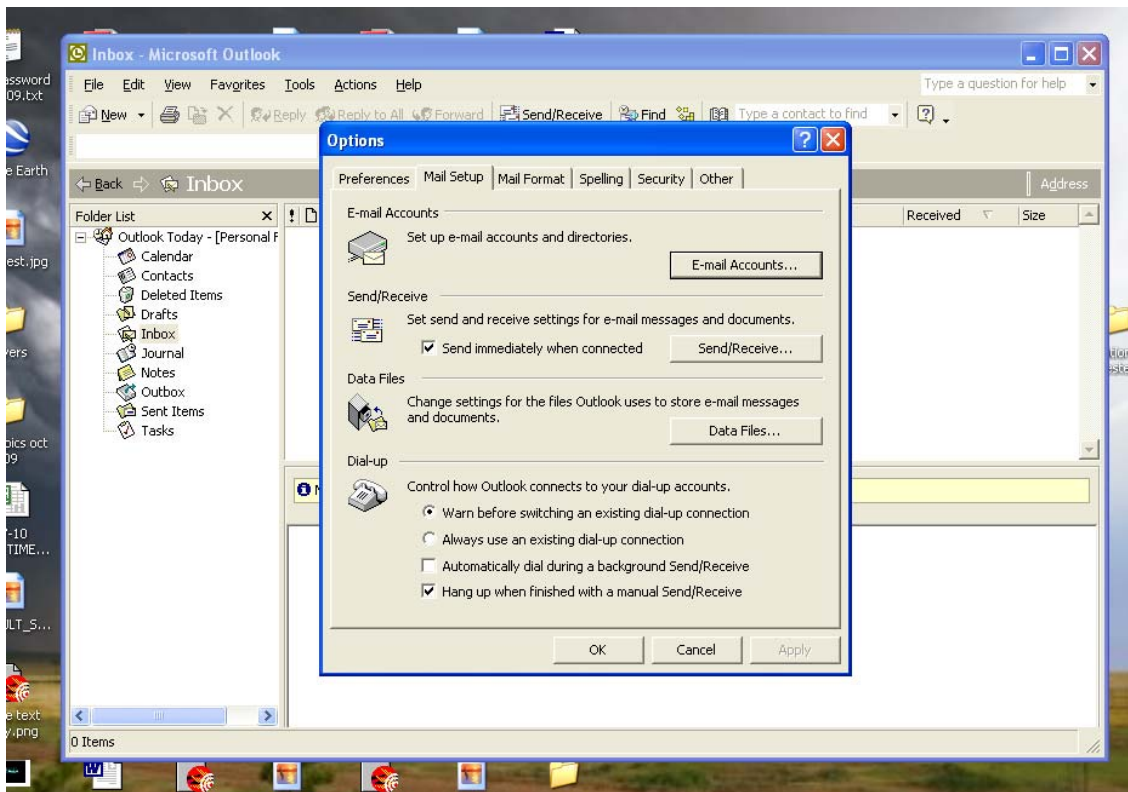 Inbox - Microsoft Outlook
File Edit View Favorites Tools Actions Help
Type a question for help
New Reply Reply to All Forward Send/Receive Find Type a contact to find
Back Inbox
Address
Folder List
Outlook Today - [Personal F
Calendar
Contacts
Deleted Items
Drafts
Inbox
Journal
Notes
Outbox
Sent Items
Tasks
Received Size
Options
Preferences Mail Setup Mail Format Spelling Security Other
E-mail Accounts
Set up e-mail accounts and directories.
E-mail Accounts...
Send/Receive
Set send and receive settings for e-mail messages and documents.
Send immediately when connected
Send/Receive...
Data Files
Change settings for the files Outlook uses to store e-mail messages
and documents.
Data Files...
Dial-up
Control how Outlook connects to your dial-up accounts.
Warn before switching an existing dial-up connection
Always use an existing dial-up connection
Automatically dial during a background Send/Receive
Hang up when finished with a manual Send/Receive
OK Cancel Apply
0 Items
assword
09.txt
e Earth
est.jpg
vers
pics oct
09
-10
TIME...
ULT_S...
e text
y.png